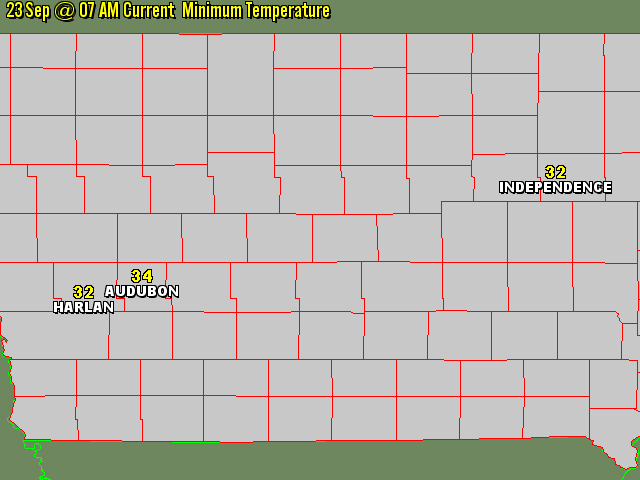 23 Sep @ 07 AM Current Minimum Temperature
32
INDEPENDENCE
34
AUDUBON
32
HARLAN